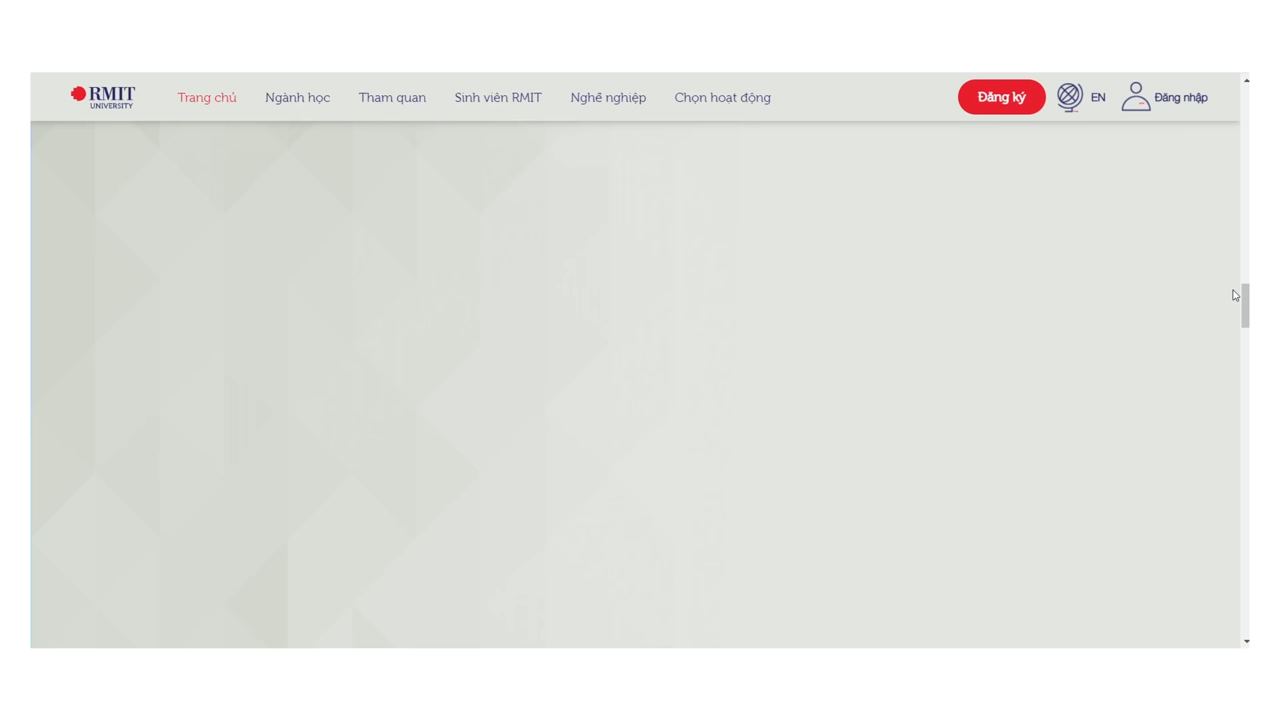 RMIT
UNIVERSITY
Trang chủ
Ngành học
Tham quan
Sinh viên RMIT
Nghề nghiệp
Chọn hoạt động
Đăng ký
EN
Đăng nhập